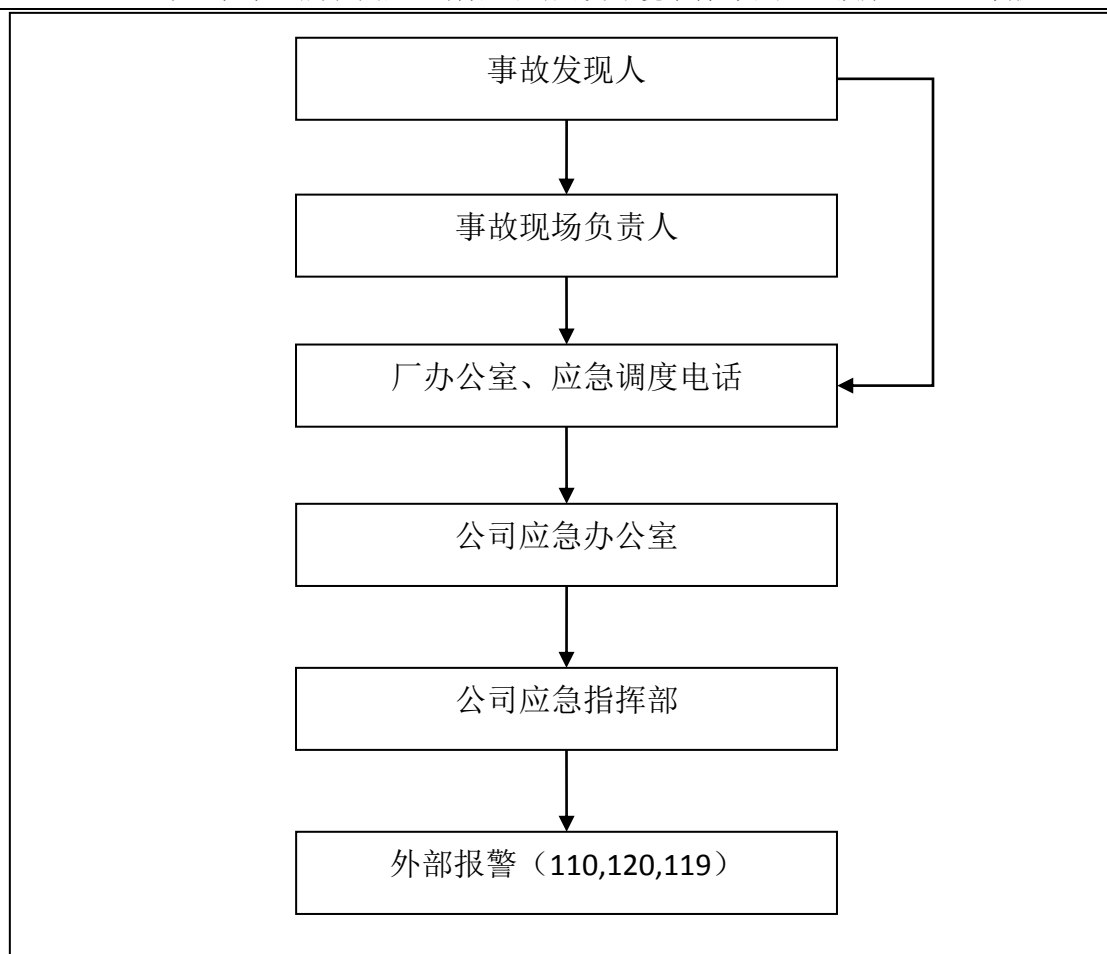 事故发现人
事故现场负责人
厂办公室、应急调度电话
公司应急办公室
公司应急指挥部
外部报警（110,120,119）